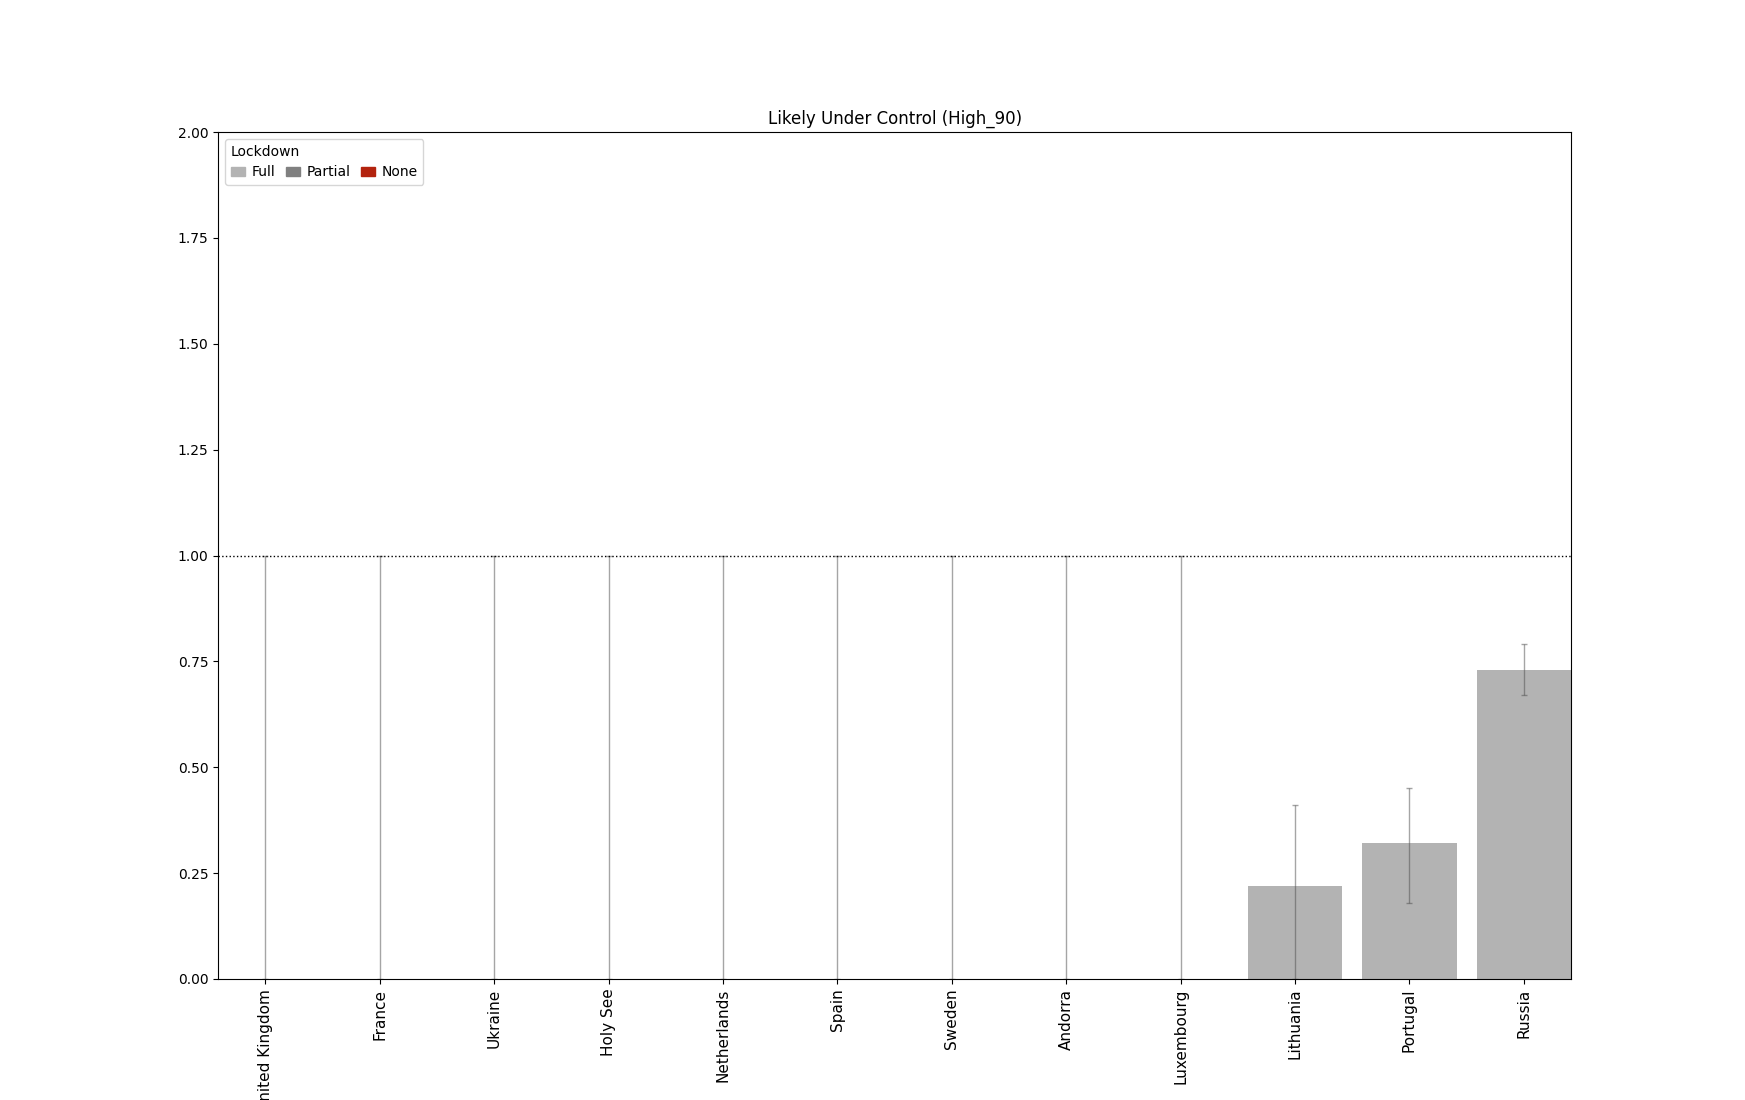 Likely Under Control (High_90)
Lockdown
Full Partial None
2.00
1.75
1.50
1.25
1.00
0.75
0.50
0.25
0.00
nited Kingdom
France
Ukraine
Holy See
Netherlands
Spain
Sweden
Andorra
Luxembourg
Lithuania
Portugal
Russia